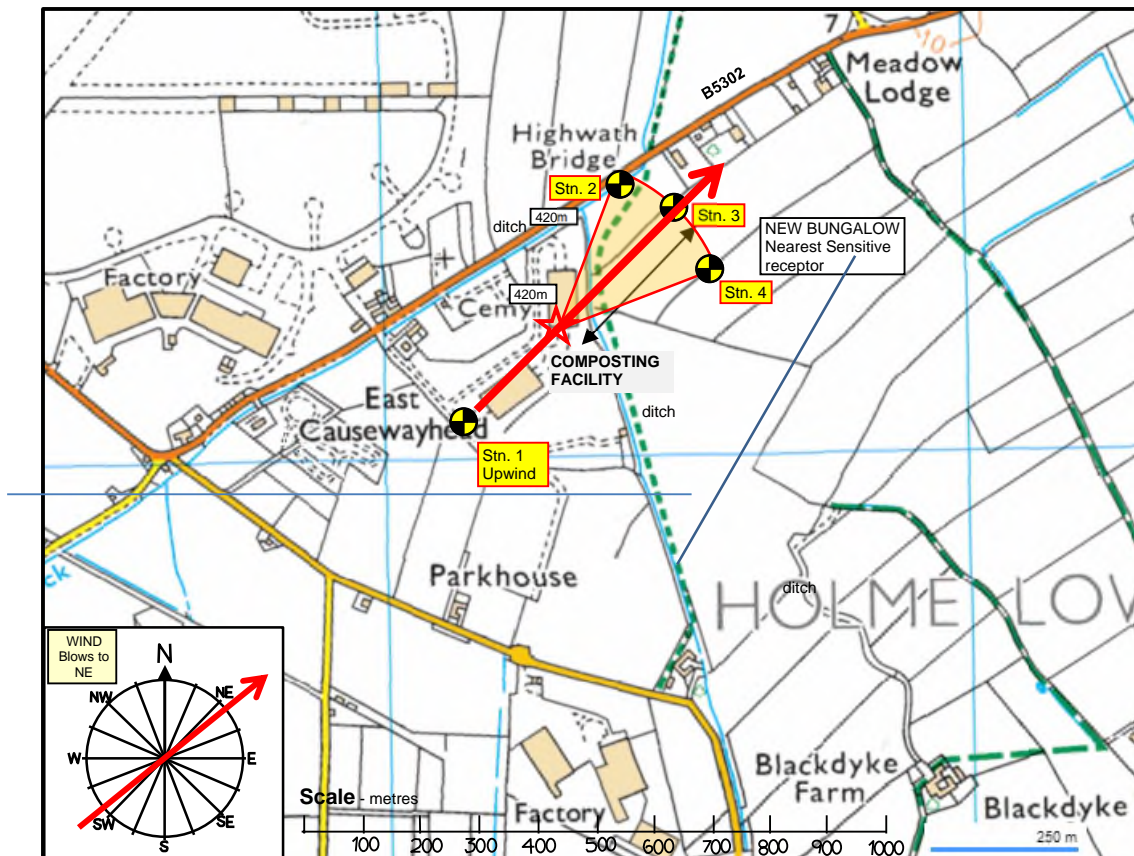 7
10
Meadow
Lodge
B5302
Highwath
Bridge
Stn. 2
Stn. 3
420m
ditch
NEW BUNGALOW
Nearest Sensitive
receptor
Factory
Stn. 4
420m
Cemy
COMPOSTING
FACILITY
East
Causewayhead
ditch
Stn. 1
Upwind
Parkhouse
ck
ditch
HOLME LOW
WIND
Blows to
NE
N
NW
NE
W
E
SW
SE
S
Blackdyke
Farm
Blackdyke
Factory
Scale - metres
100 200 300 400 500 600 700 800 900 1000
250 m